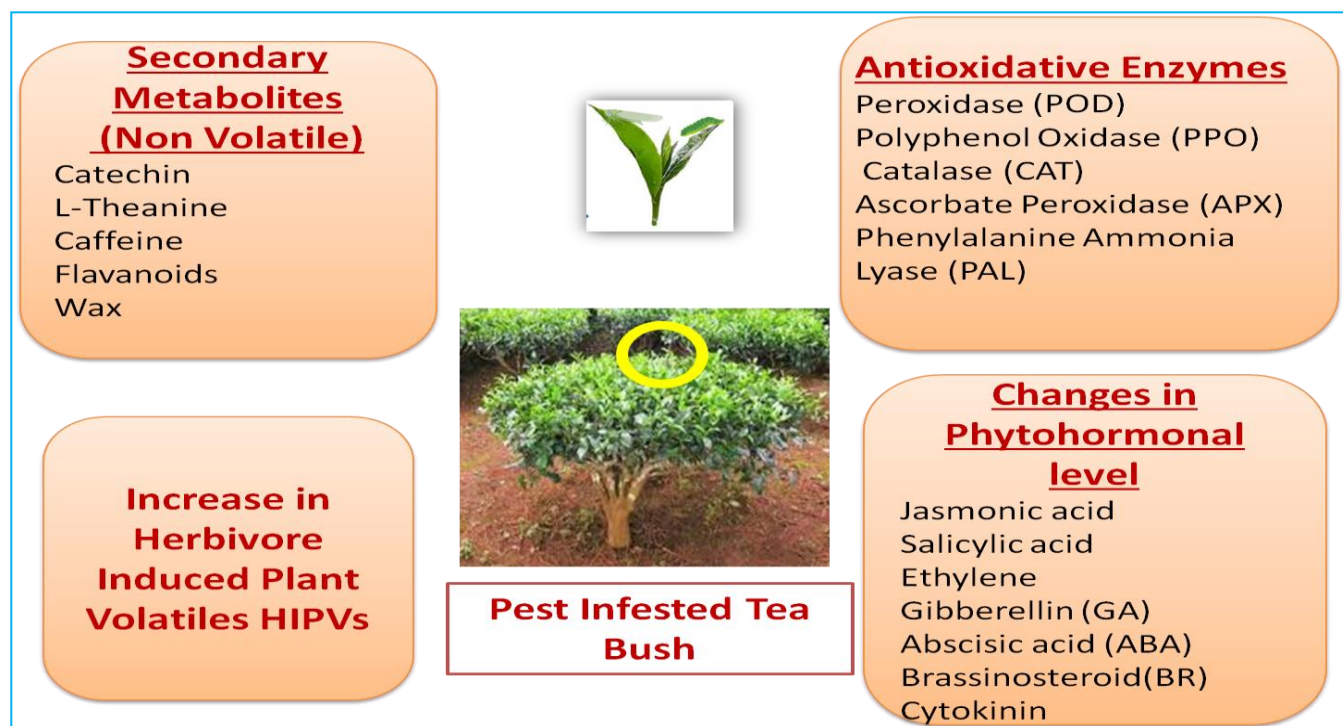 Secondary
Metabolites
(Non Volatile)
Catechin
L-Theanine
Caffeine
Flavanoids
Wax
Antioxidative Enzymes
Peroxidase (POD)
Polyphenol Oxidase (PPO)
Catalase (CAT)
Ascorbate Peroxidase (APX)
Phenylalanine Ammonia
Lyase (PAL)
Increase in
Herbivore
Induced Plant
Volatiles HIPVs
Pest Infested Tea
Bush
Changes in
Phytohormonal
level
Jasmonic acid
Salicylic acid
Ethylene
Gibberellin (GA)
Abscisic acid (ABA)
Brassinosteroid(BR)
Cytokinin